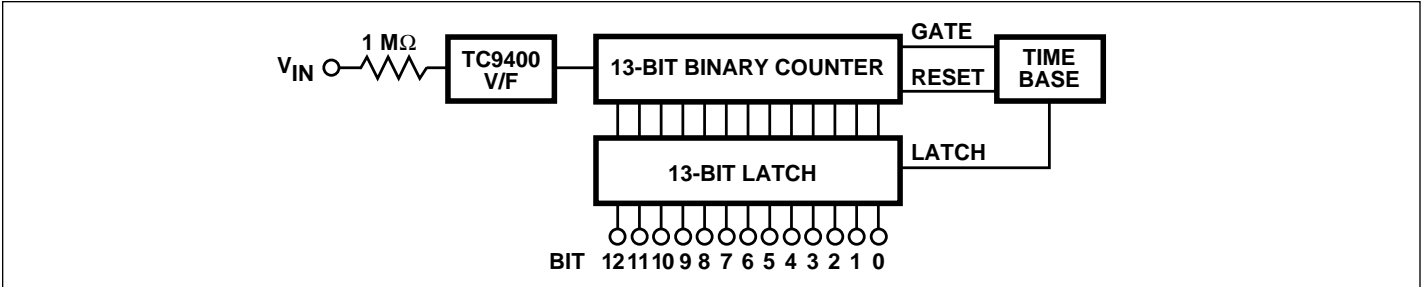 1 MΩ
V_IN
TC9400
V/F
13-BIT BINARY COUNTER
GATE
RESET
TIME
BASE
13-BIT LATCH
LATCH
BIT 12 11 10 9 8 7 6 5 4 3 2 1 0